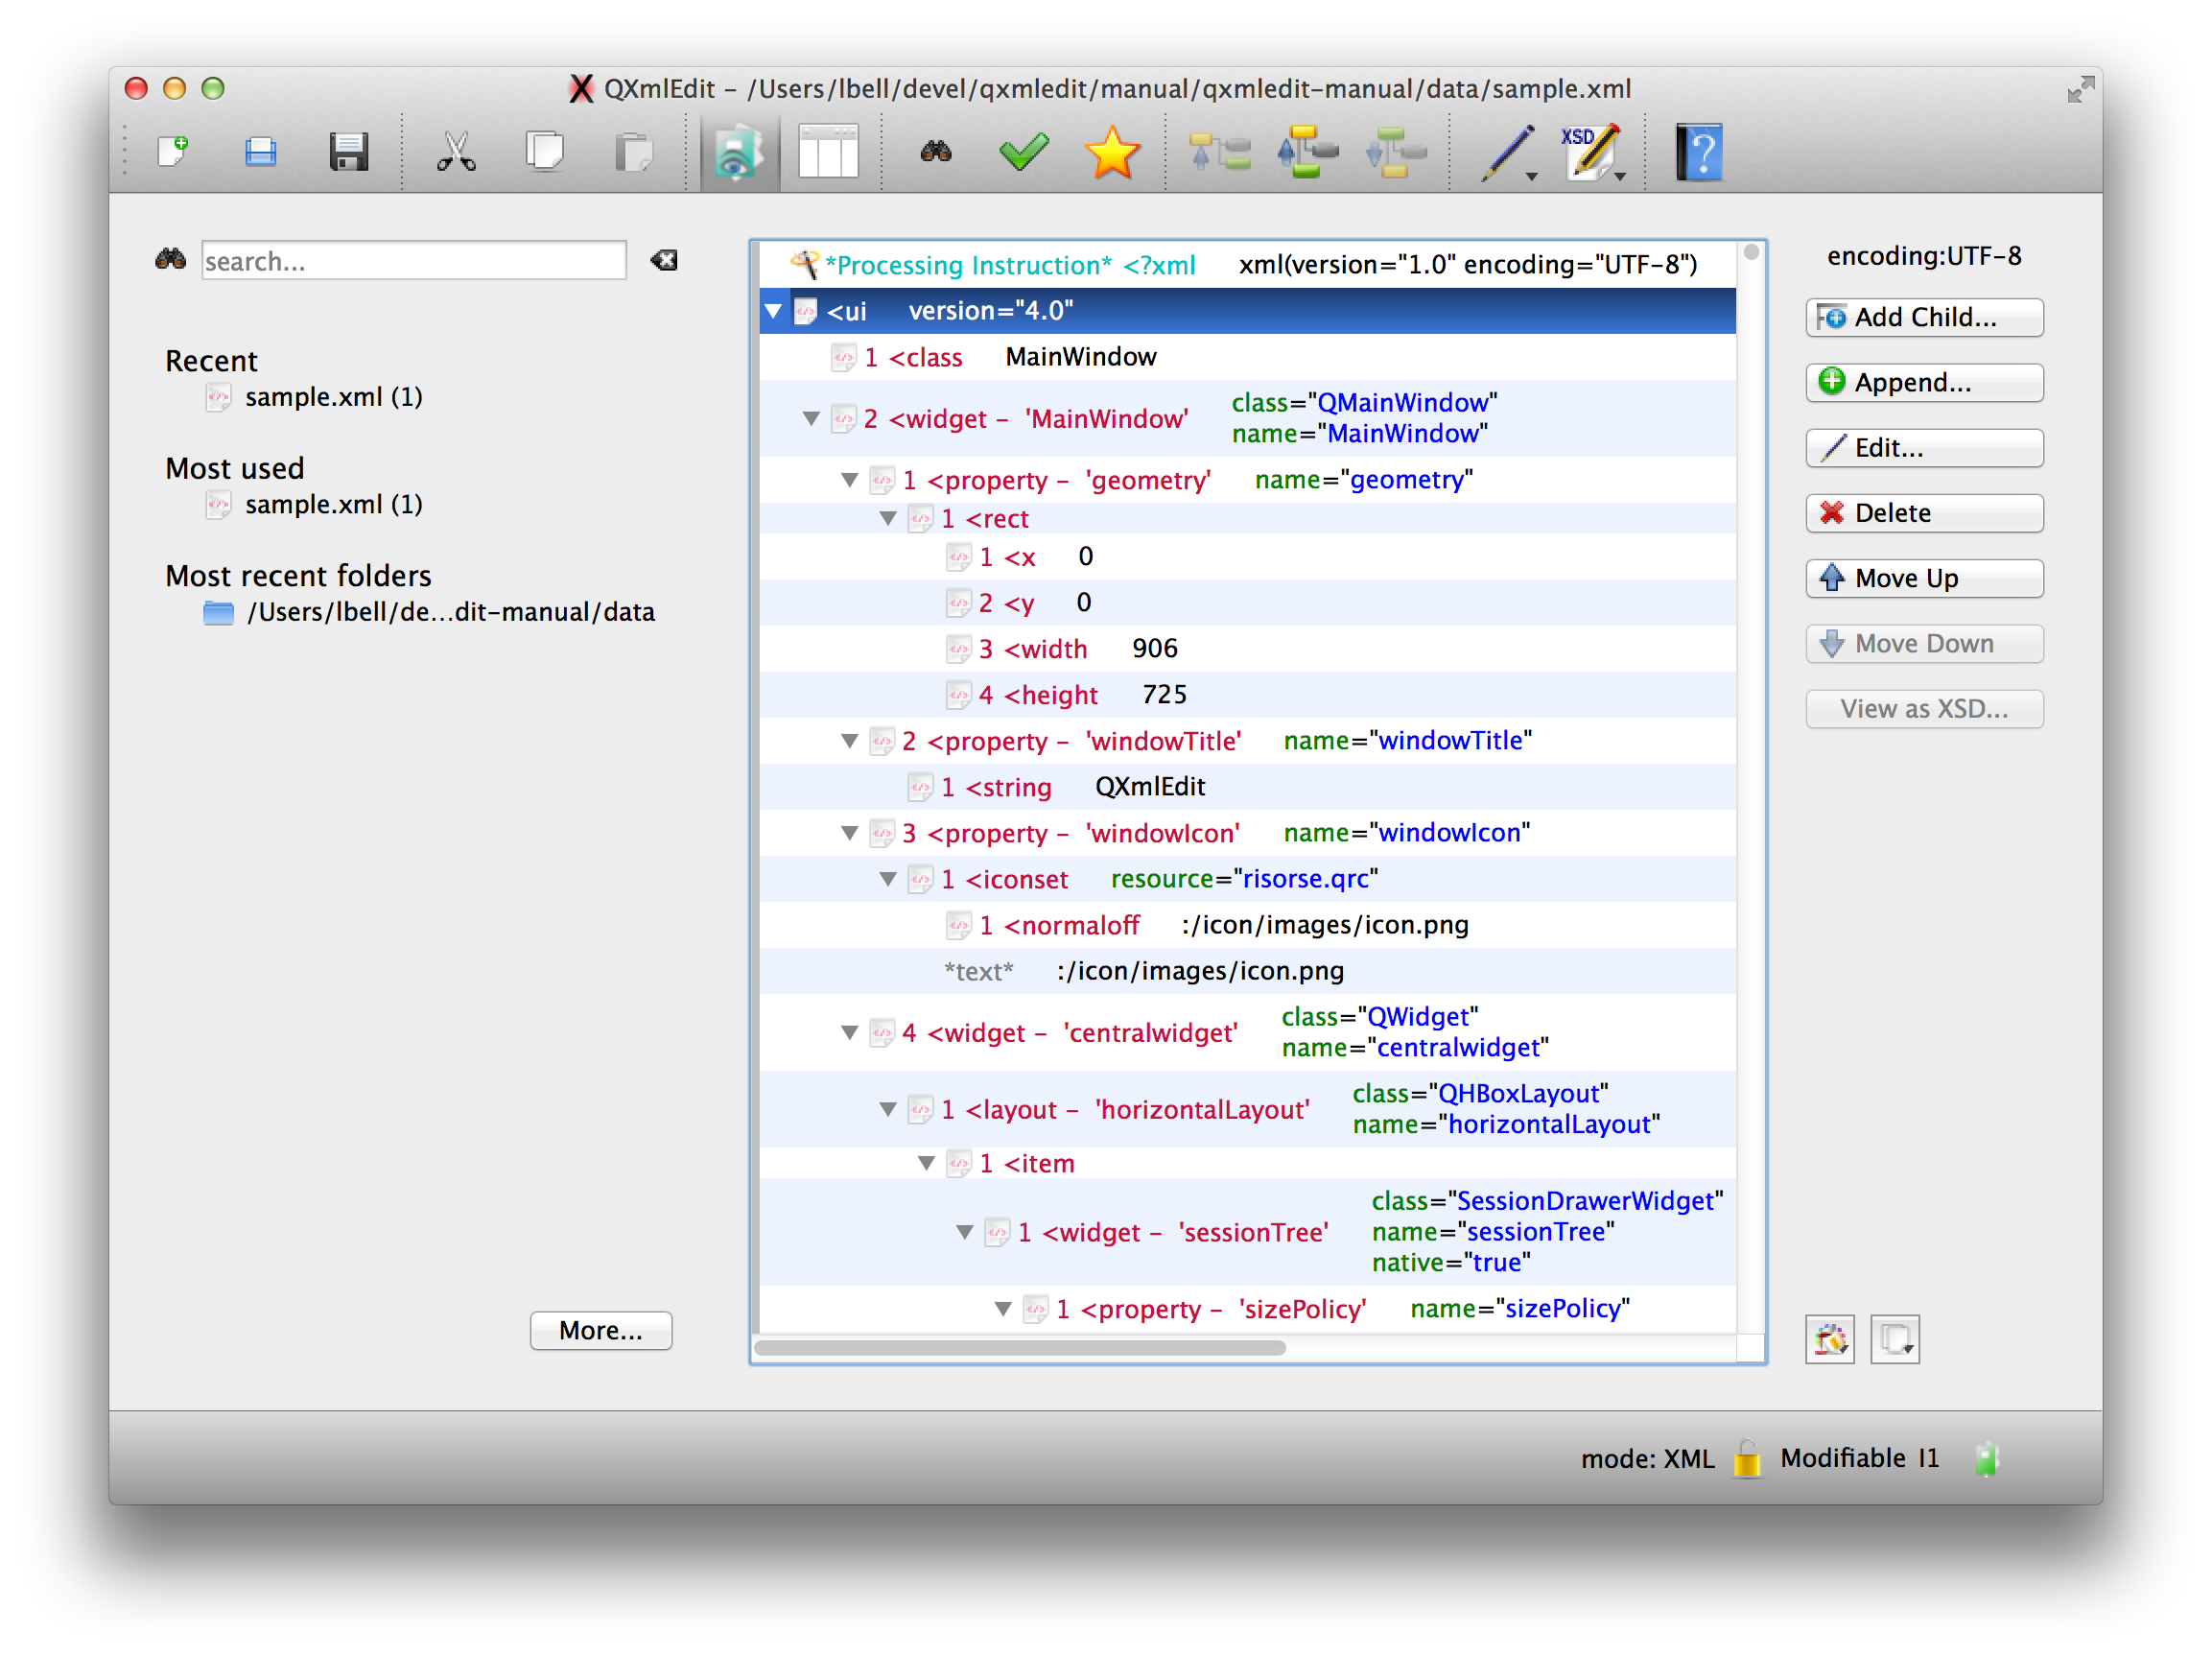 QXmlEdit – /Users/lbell/devel/qxmledit/manual/qxmledit-manual/data/sample.xml
XSD
?
search...
Recent
sample.xml (1)
Most used
sample.xml (1)
Most recent folders
/Users/lbell/de...dit-manual/data
More...
*Processing Instruction* <?xml xml(version="1.0" encoding="UTF-8")
<ui version="4.0"
1 <class MainWindow
2 <widget – 'MainWindow' class="QMainWindow"
name="MainWindow"
1 <property – 'geometry' name="geometry"
1 <rect
1 <x 0
2 <y 0
3 <width 906
4 <height 725
2 <property – 'windowTitle' name="windowTitle"
1 <string QXmlEdit
3 <property – 'windowIcon' name="windowIcon"
1 <iconset resource="risorse.qrc"
1 <normaloff :/icon/images/icon.png
*text* :/icon/images/icon.png
4 <widget – 'centralwidget' class="QWidget"
name="centralwidget"
1 <layout – 'horizontalLayout' class="QHBoxLayout"
name="horizontalLayout"
1 <item
1 <widget – 'sessionTree' class="SessionDrawerWidget"
name="sessionTree"
native="true"
1 <property – 'sizePolicy' name="sizePolicy"
encoding:UTF-8
Add Child...
Append...
Edit...
Delete
Move Up
Move Down
View as XSD...
mode: XML Modifiable I1